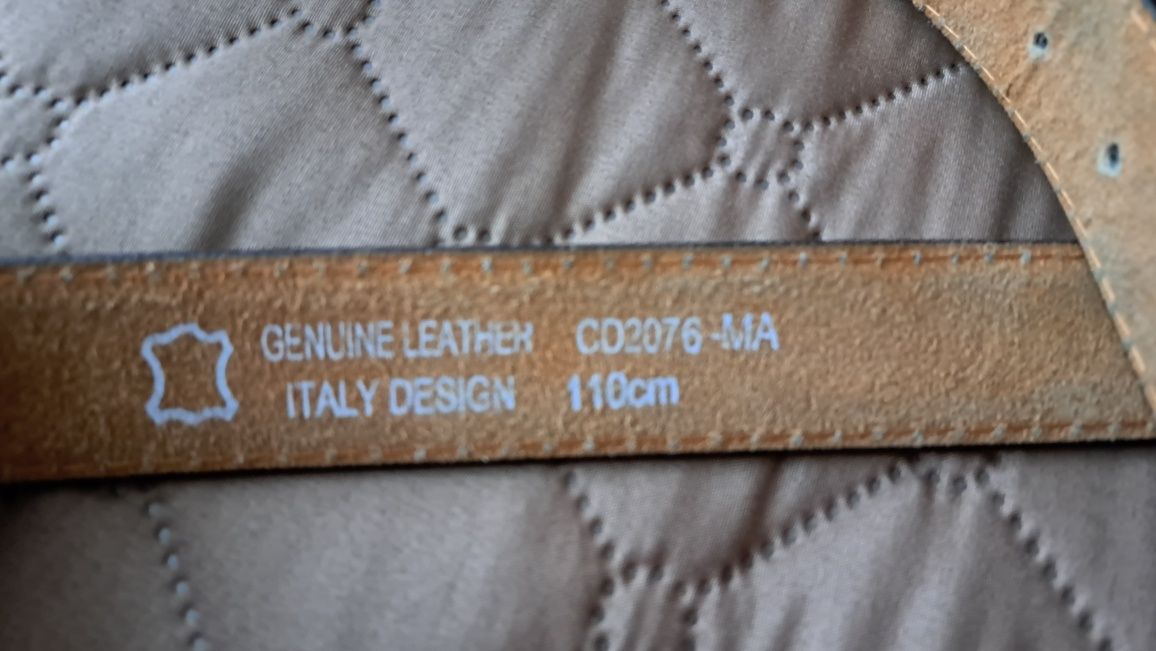 GENUINE LEATHER CD2076-MA
ITALY DESIGN 110cm